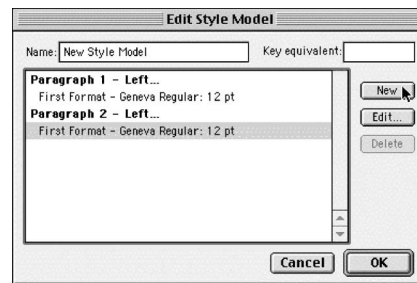 Edit Style Model
Name: New Style Model Key equivalent:
Paragraph 1 - Left...
First Format - Geneva Regular: 12 pt
Paragraph 2 - Left...
First Format - Geneva Regular: 12 pt
New
Edit...
Delete
Cancel OK